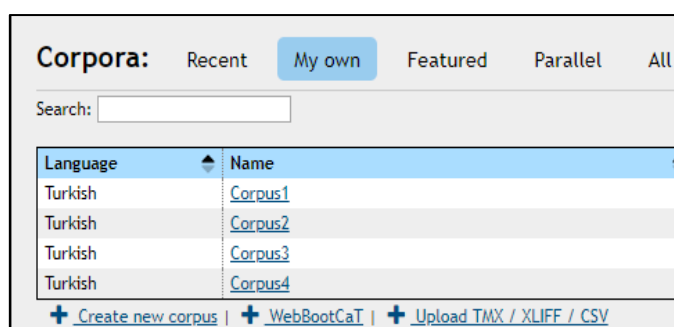 Corpora: Recent My own Featured Parallel All
Search:
Language Name
Turkish Corpus1
Turkish Corpus2
Turkish Corpus3
Turkish Corpus4
+ Create new corpus | + WebBootCaT | + Upload TMX / XLIFF / CSV